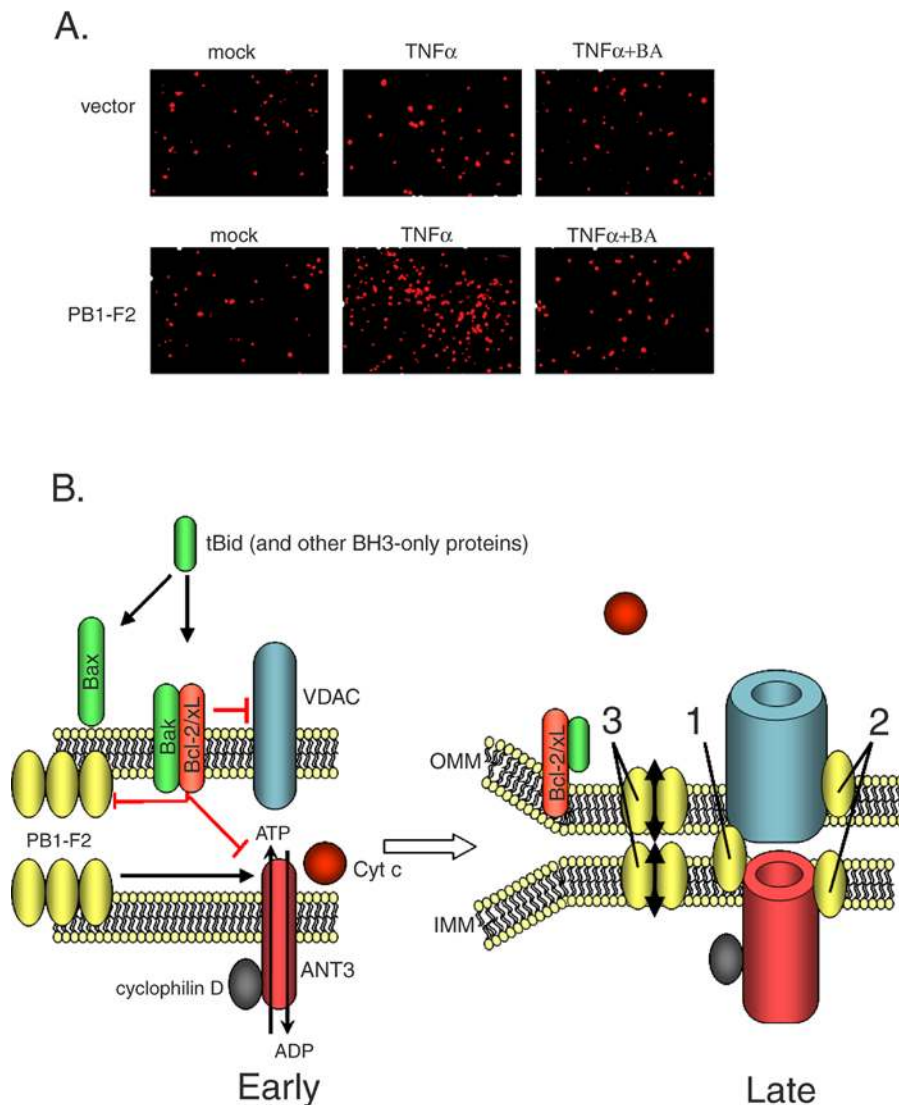 A.
mock TNFα TNFα+BA
vector
mock TNFα TNFα+BA
PB1-F2
B.
tBid (and other BH3-only proteins)
Bax
Bak
Bcl-2/xL
VDAC
PB1-F2
ATP
Cyt c
cyclophilin D
ANT3
ADP
Early
3 1 2
OMM
Bcl-2/xL
IMM
Late